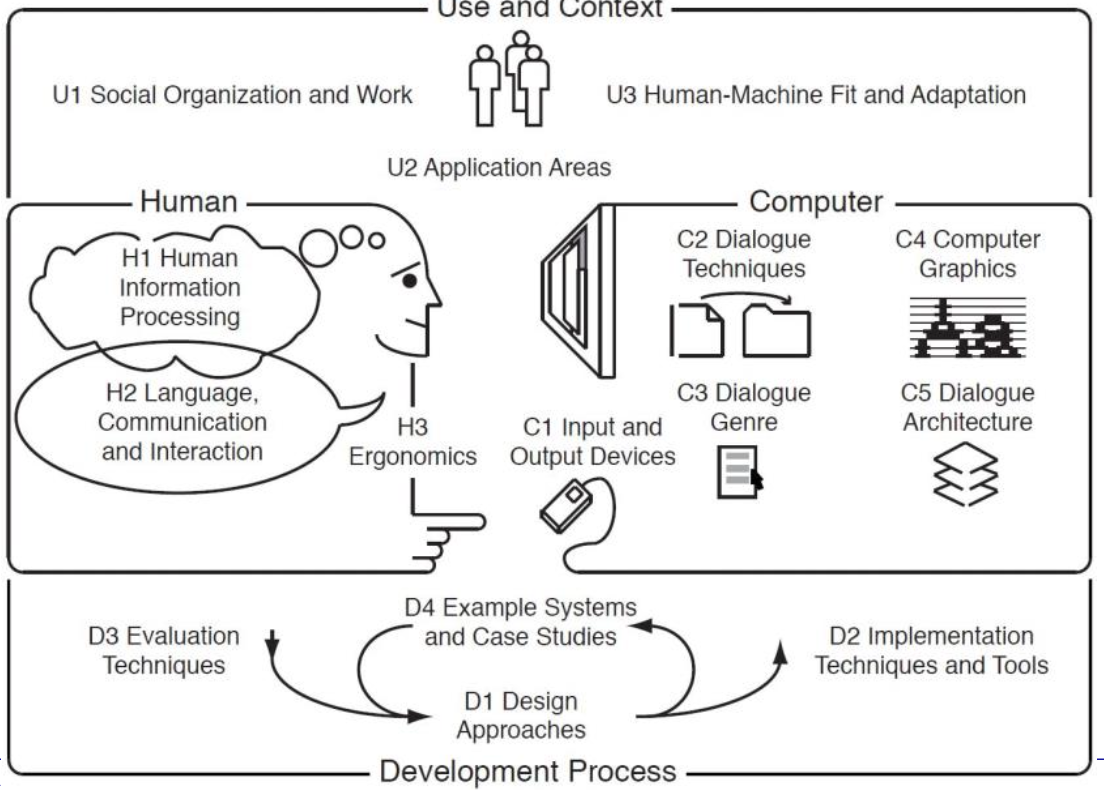 Use and Context
U1 Social Organization and Work
U3 Human-Machine Fit and Adaptation
U2 Application Areas
Human
H1 Human
Information
Processing
H2 Language,
Communication
and Interaction
H3
Ergonomics
Computer
C1 Input and
Output Devices
C2 Dialogue
Techniques
C4 Computer
Graphics
C3 Dialogue
Genre
C5 Dialogue
Architecture
D3 Evaluation
Techniques
D4 Example Systems
and Case Studies
D2 Implementation
Techniques and Tools
D1 Design
Approaches
Development Process